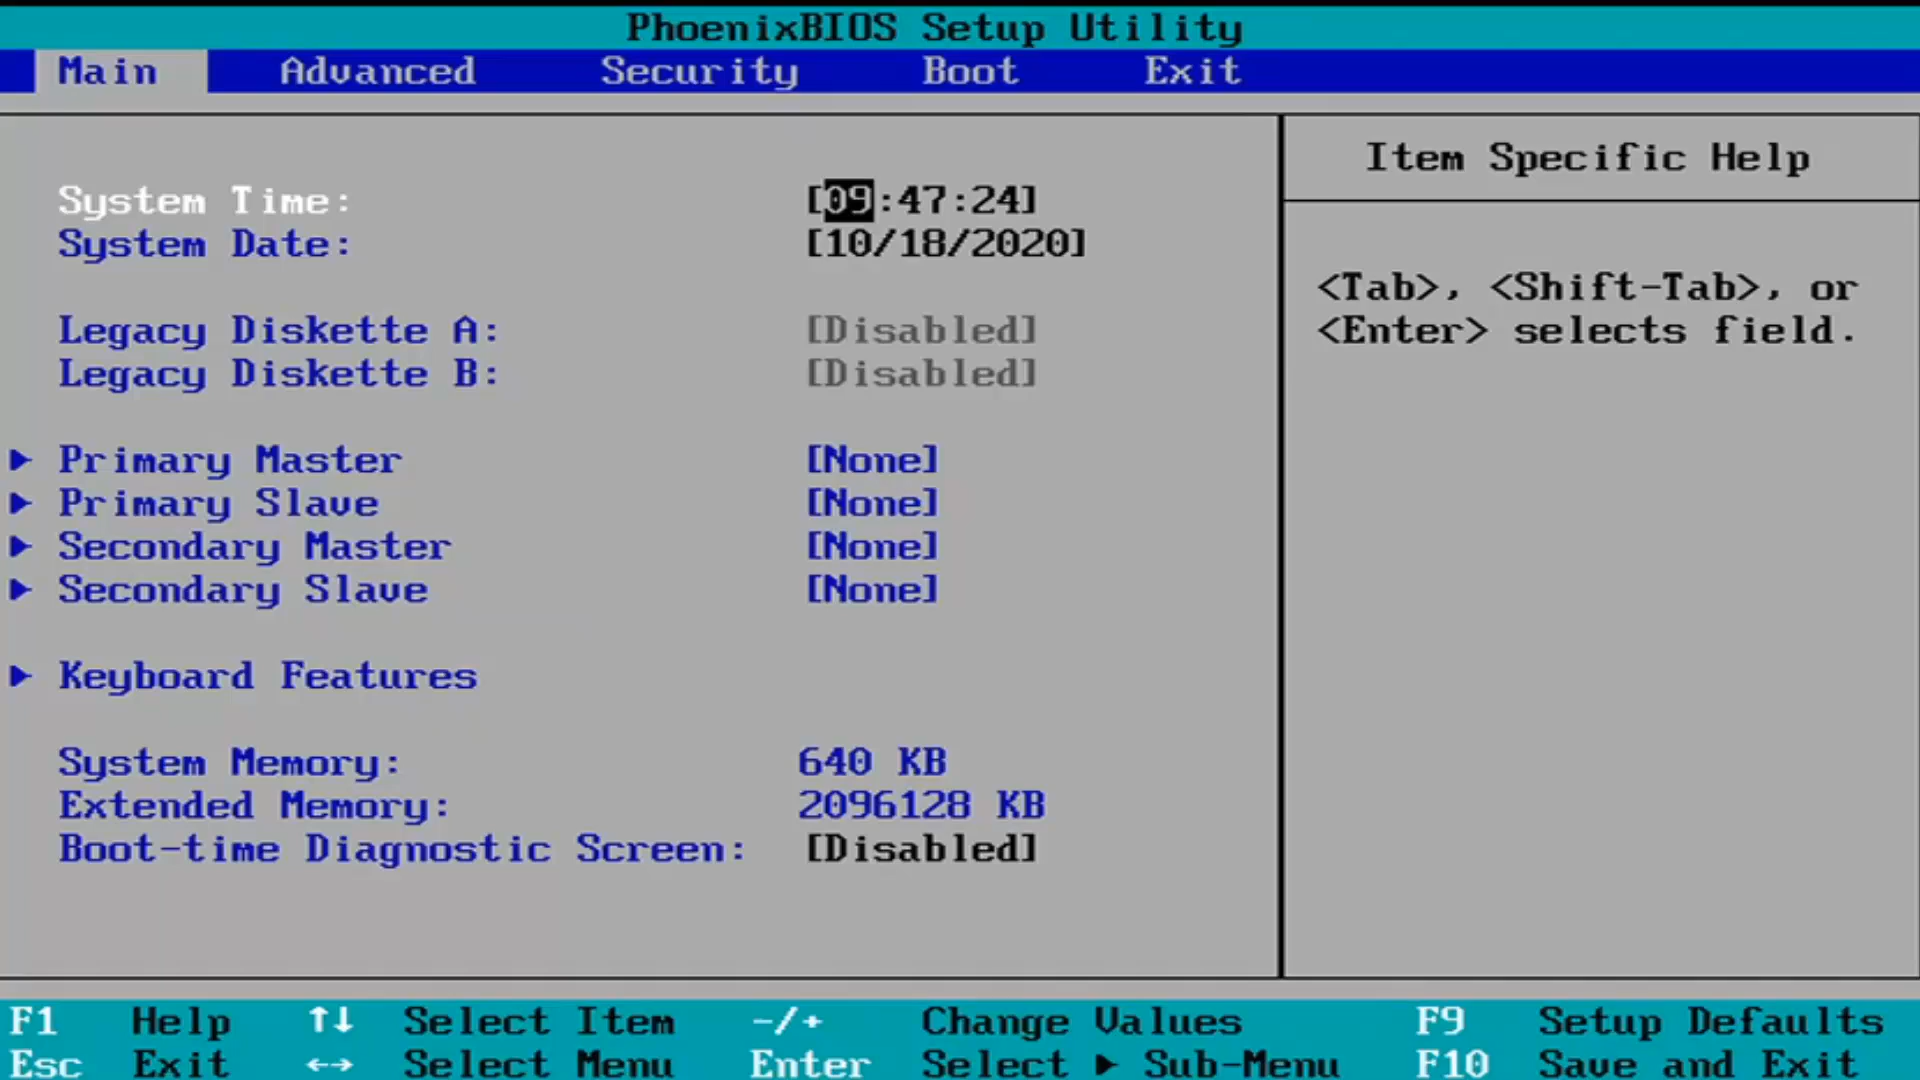 PhoenixBIOS Setup Utility
Main Advanced Security Boot Exit
Item Specific Help
System Time: [09:47:24]
System Date: [10/18/2020]
<Tab>, <Shift-Tab>, or
<Enter> selects field.
Legacy Diskette A: [Disabled]
Legacy Diskette B: [Disabled]
▶ Primary Master [None]
▶ Primary Slave [None]
▶ Secondary Master [None]
▶ Secondary Slave [None]
▶ Keyboard Features
System Memory: 640 KB
Extended Memory: 2096128 KB
Boot-time Diagnostic Screen: [Disabled]
F1 Help ↑↓ Select Item -/+ Change Values F9 Setup Defaults
Esc Exit ↔ Select Menu Enter Select ▶ Sub-Menu F10 Save and Exit